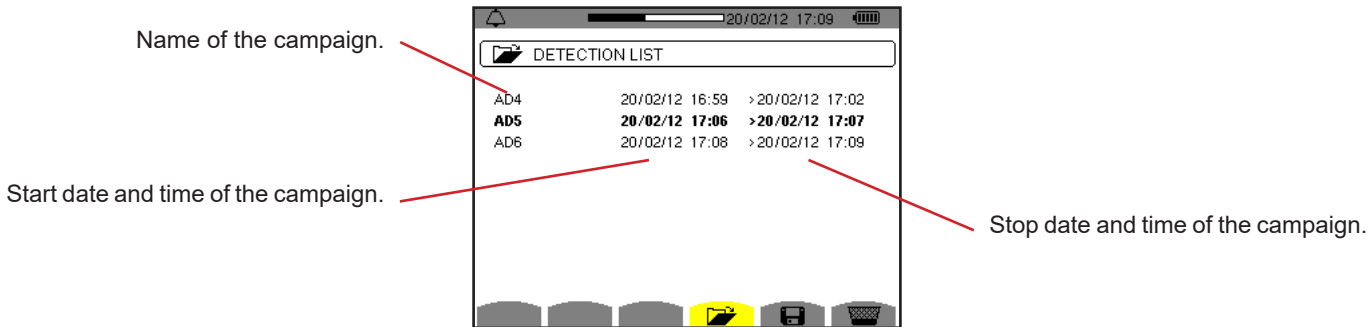 20/02/12 17:09
Name of the campaign.
DETECTION LIST
AD4 20/02/12 16:59 >20/02/12 17:02
AD5 20/02/12 17:06 >20/02/12 17:07
AD6 20/02/12 17:08 >20/02/12 17:09
Start date and time of the campaign.
Stop date and time of the campaign.